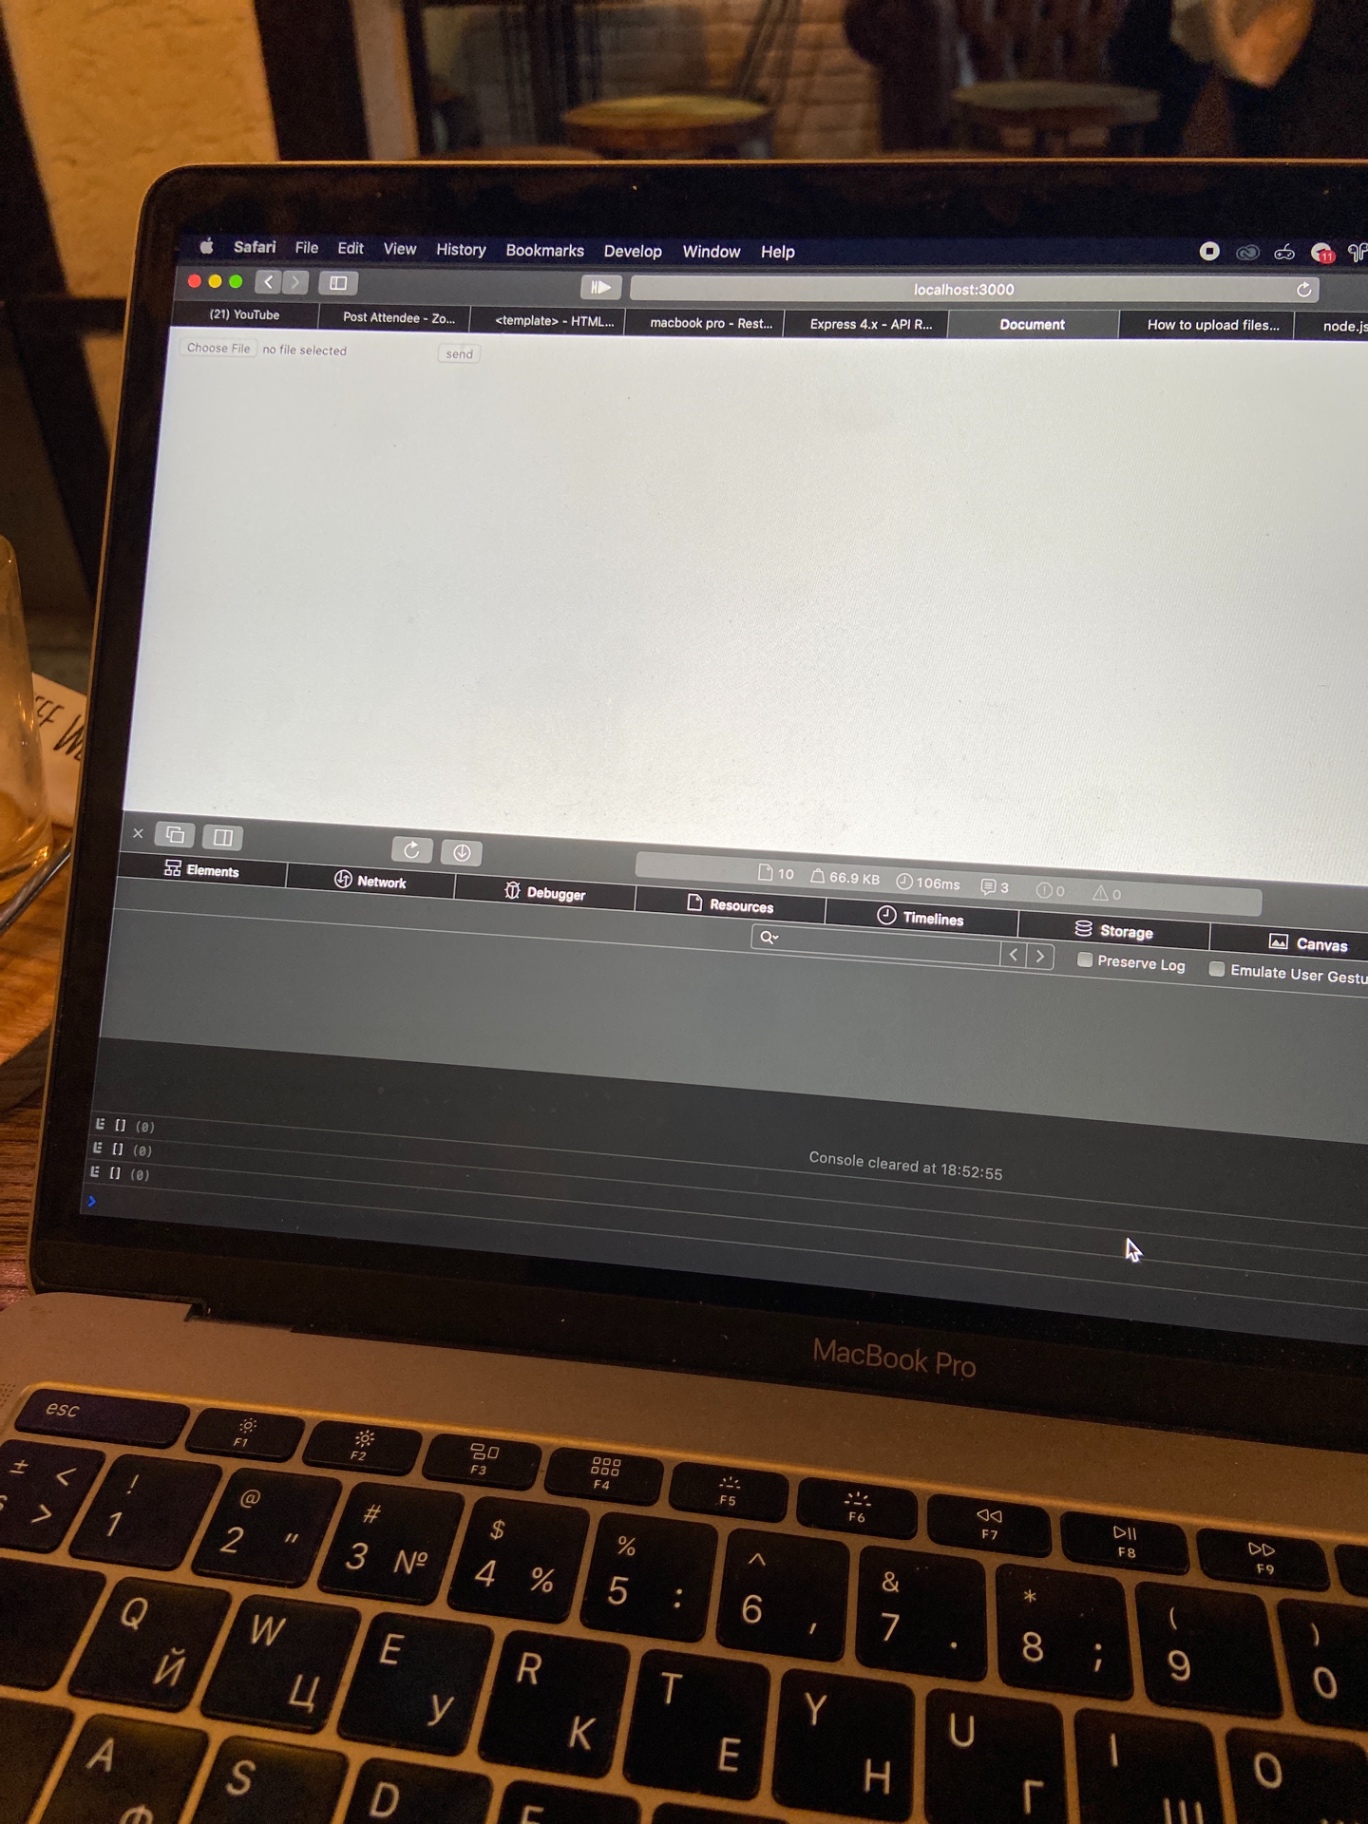 Safari File Edit View History Bookmarks Develop Window Help 11
localhost:3000
(21) YouTube Post Attendee - Zo... <template> - HTML... macbook pro - Rest... Express 4.x - API R... Document How to upload files... node.js
Choose File no file selected send
10 66.9 KB 106ms 3 0 0
Elements Network Debugger Resources Timelines Storage Canvas
Preserve Log Emulate User Gestu
Console cleared at 18:52:55
E [] (0)
E [] (0)
E [] (0)
>
MacBook Pro
esc F1 F2 F3 F4 F5 F6 F7 F8 F9
± < ! @ # $ % ^ & * ( )
> 1 2 " 3 № 4 % 5 : 6 , 7 . 8 ; 9 0
Q W E R T Y U I O
Й Ц У К Е Н Г Ш
A S D F
Ф